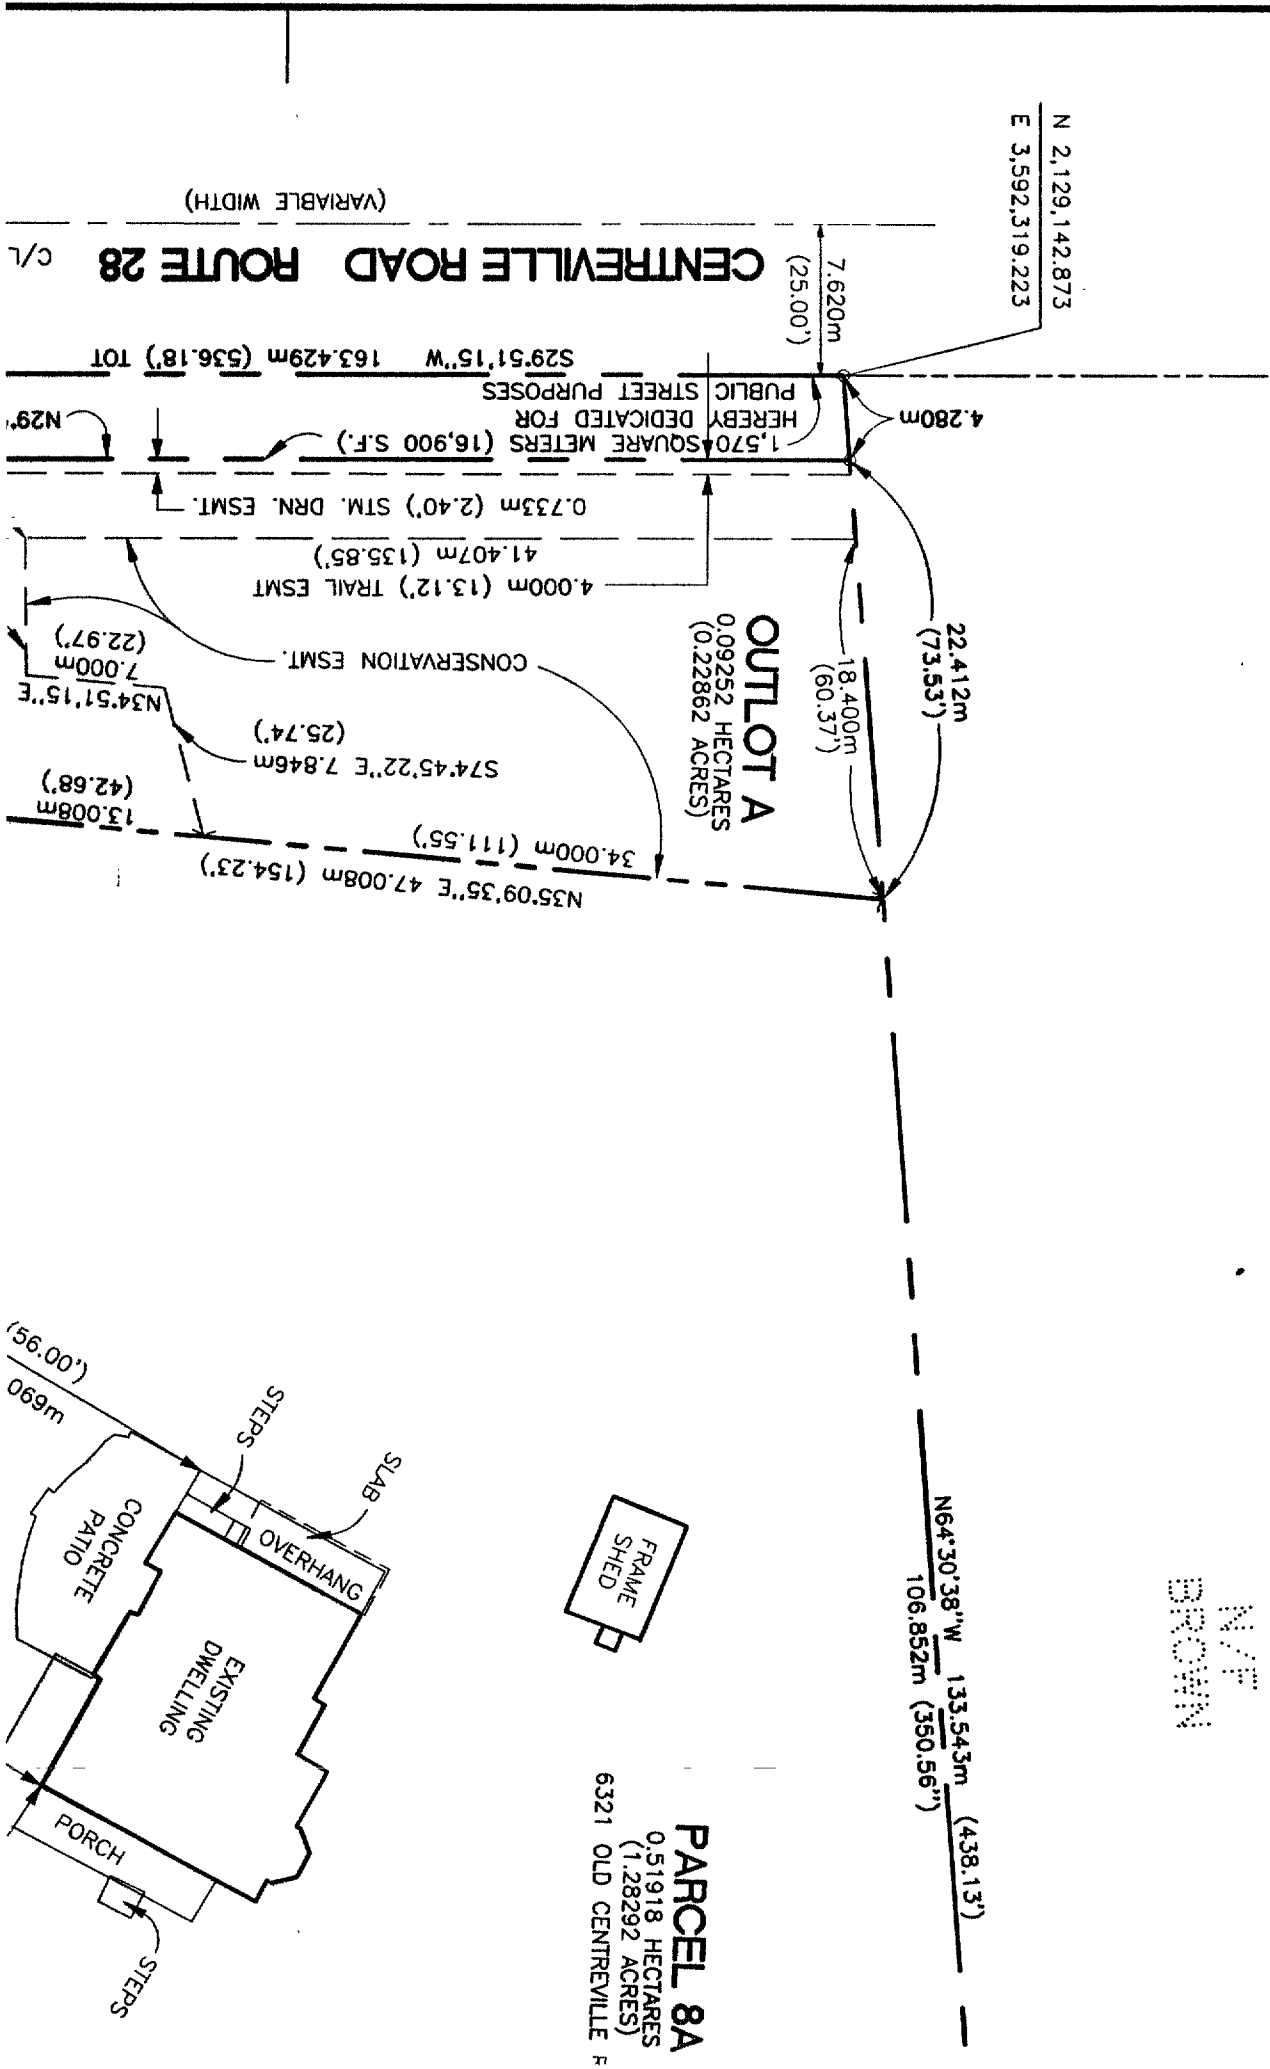 N 2,129,142.873
E 3,592,319.223
(VARIABLE WIDTH)
CENTREVILLE ROAD ROUTE 28
C/L
7.620m
(25.00')
S29°51'15"W 163.429m (536.18') TOT
1,570 SQUARE METERS (16,900 S.F.)
HEREBY DEDICATED FOR
PUBLIC STREET PURPOSES
N29°
4.280m
0.733m (2.40') STM. DRN. ESMT.
41.407m (135.85')
4.000m (13.12') TRAIL ESMT
OUTLOT A
0.09252 HECTARES
(0.22862 ACRES)
22.412m
(73.53')
18.400m
(60.37')
CONSERVATION ESMT.
N34°51'15"E
7.000m
(22.97')
S74°45'22"E 7.846m
(25.74')
13.008m
(42.68')
34.000m (111.55')
N35°09'35"E 47.008m (154.23')
N64°30'38"W 133.543m (438.13')
106.852m (350.56'')
N/F
BROWN
PARCEL 8A
0.51918 HECTARES
(1.28292 ACRES)
6321 OLD CENTREVILLE
FRAME
SHED
STEPS
SLAB
OVERHANG
CONCRETE
PATIO
EXISTING
DWELLING
PORCH
STEPS
069m
(56.00')